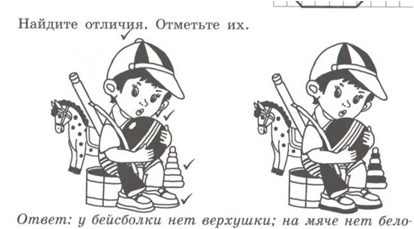 Найдите отличия. Отметьте их.
Ответ: у бейсболки нет верхушки; на мяче нет бело-